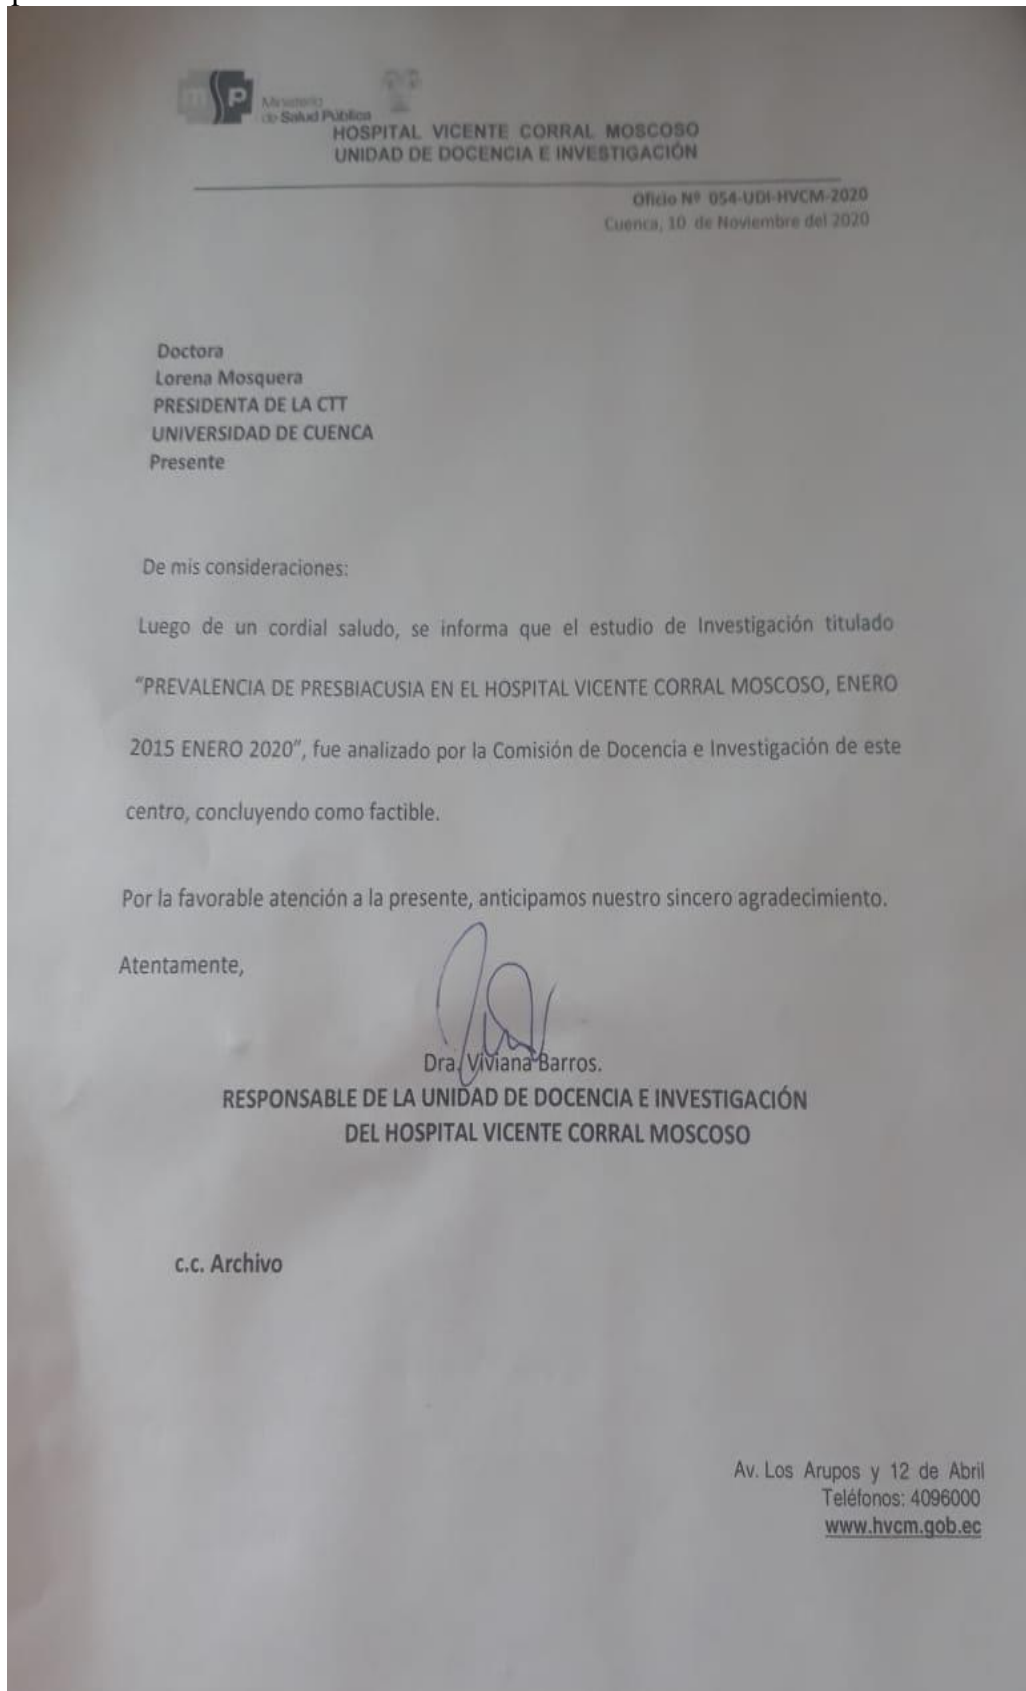 mSp
Ministerio
de Salud Pública
HOSPITAL VICENTE CORRAL MOSCOSO
UNIDAD DE DOCENCIA E INVESTIGACIÓN
Oficio Nº 054-UDI-HVCM-2020
Cuenca, 10 de Noviembre del 2020
Doctora
Lorena Mosquera
PRESIDENTA DE LA CTT
UNIVERSIDAD DE CUENCA
Presente
De mis consideraciones:
Luego de un cordial saludo, se informa que el estudio de Investigación titulado
“PREVALENCIA DE PRESBIACUSIA EN EL HOSPITAL VICENTE CORRAL MOSCOSO, ENERO
2015 ENERO 2020”, fue analizado por la Comisión de Docencia e Investigación de este
centro, concluyendo como factible.
Por la favorable atención a la presente, anticipamos nuestro sincero agradecimiento.
Atentamente,
Dra. Viviana Barros.
RESPONSABLE DE LA UNIDAD DE DOCENCIA E INVESTIGACIÓN
DEL HOSPITAL VICENTE CORRAL MOSCOSO
c.c. Archivo
Av. Los Arupos y 12 de Abril
Teléfonos: 4096000
www.hvcm.gob.ec